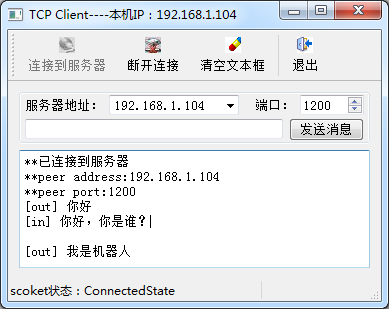 TCP Client----本机IP：192.168.1.104
连接到服务器 断开连接 清空文本框 退出
服务器地址： 192.168.1.104 端口： 1200
发送消息
**已连接到服务器
**peer address:192.168.1.104
**peer port:1200
[out] 你好
[in] 你好，你是谁？
[out] 我是机器人
scoket状态：ConnectedState